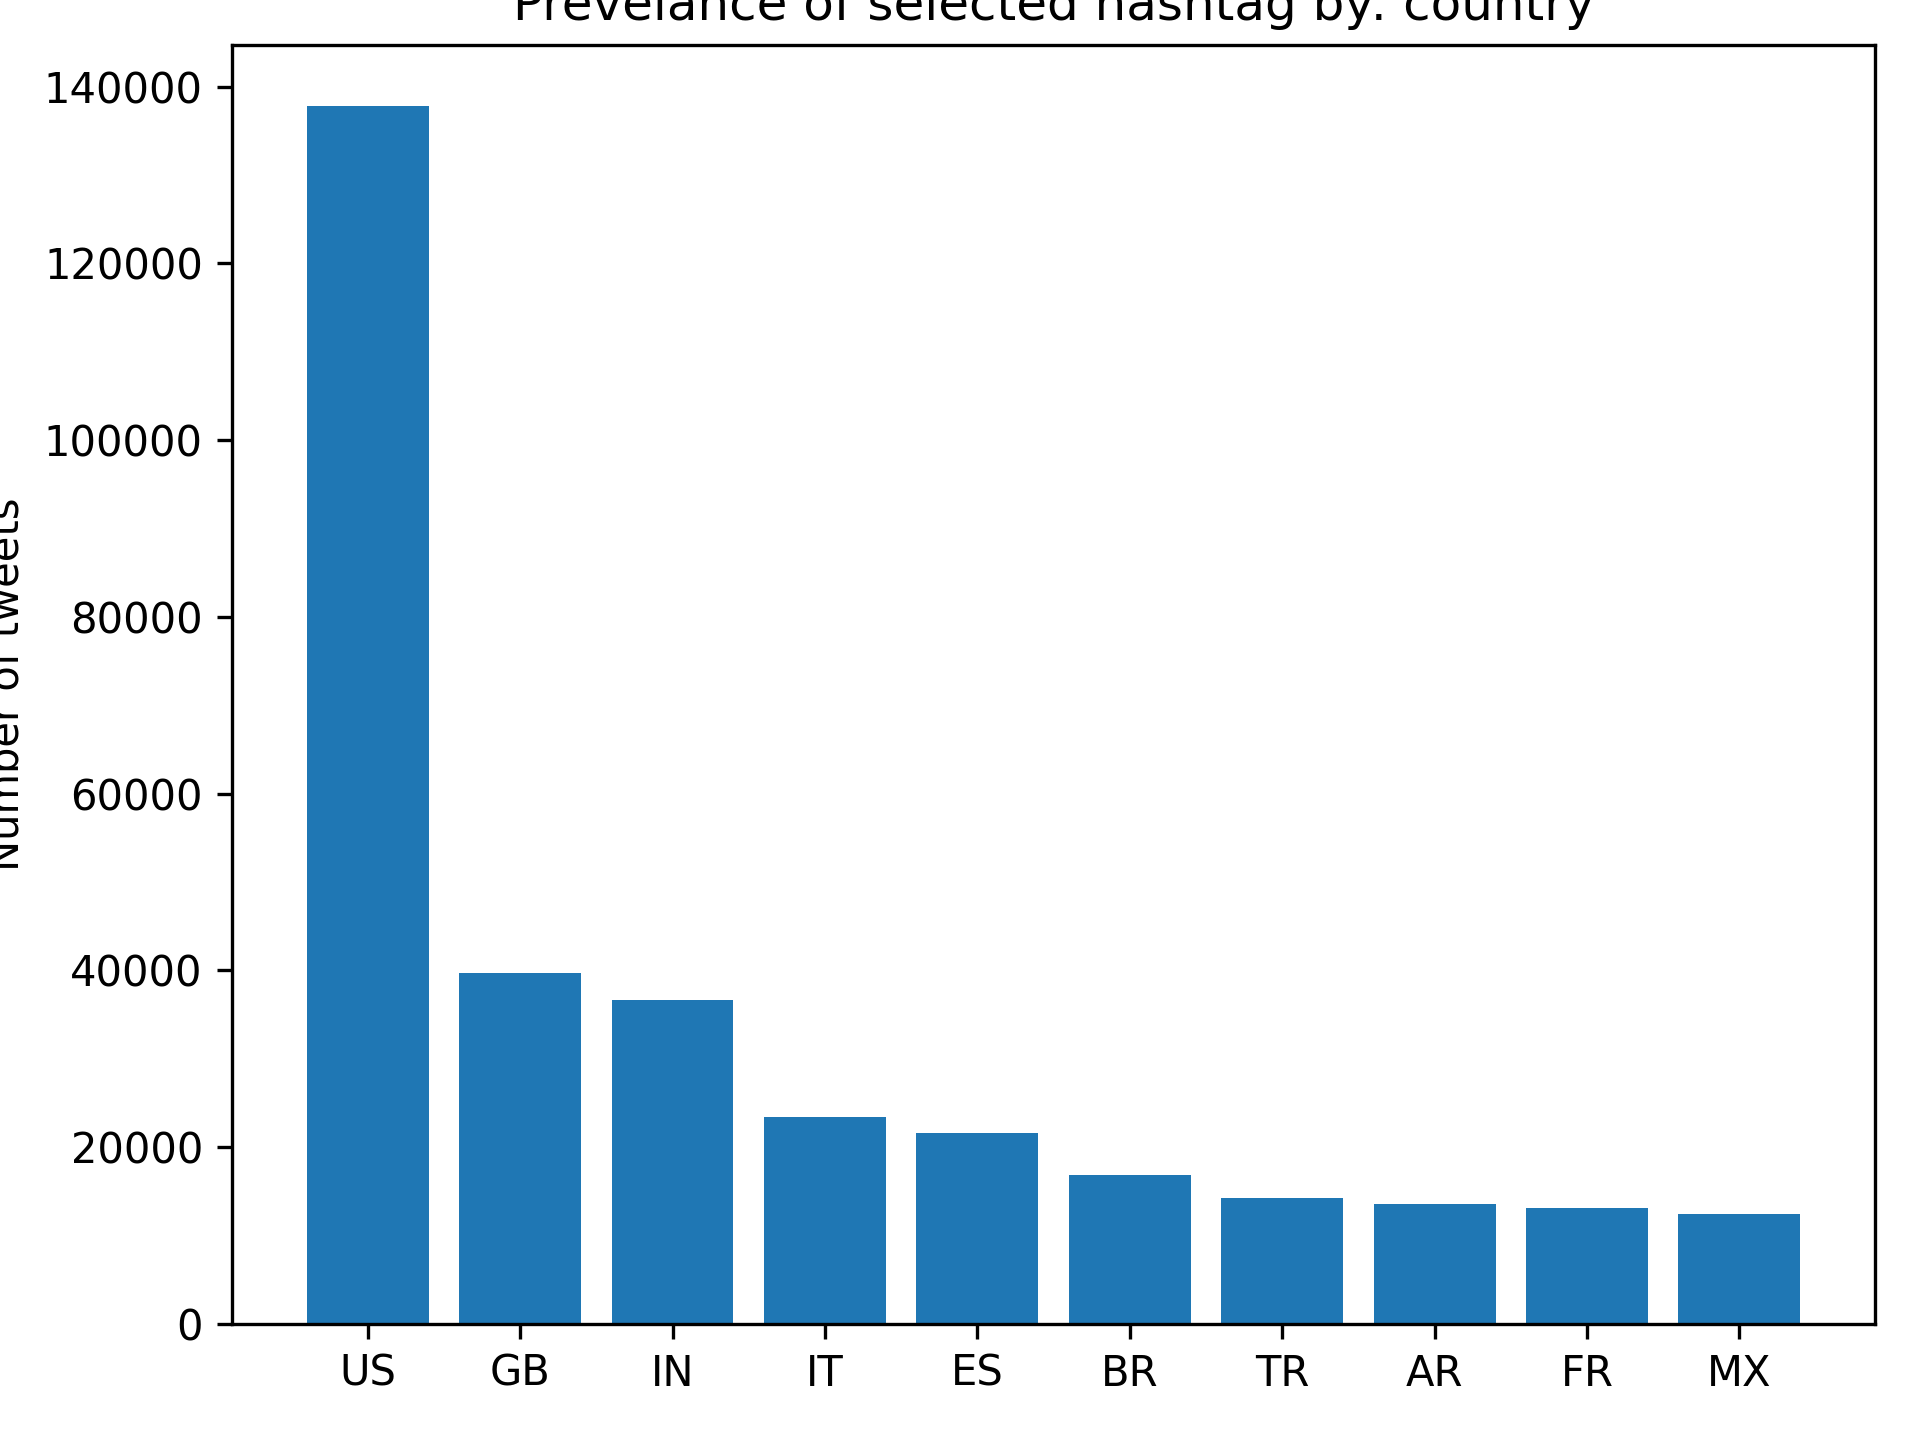 Prevelance of selected hashtag by: country
Number of tweets
140000
120000
100000
80000
60000
40000
20000
0
US GB IN IT ES BR TR AR FR MX